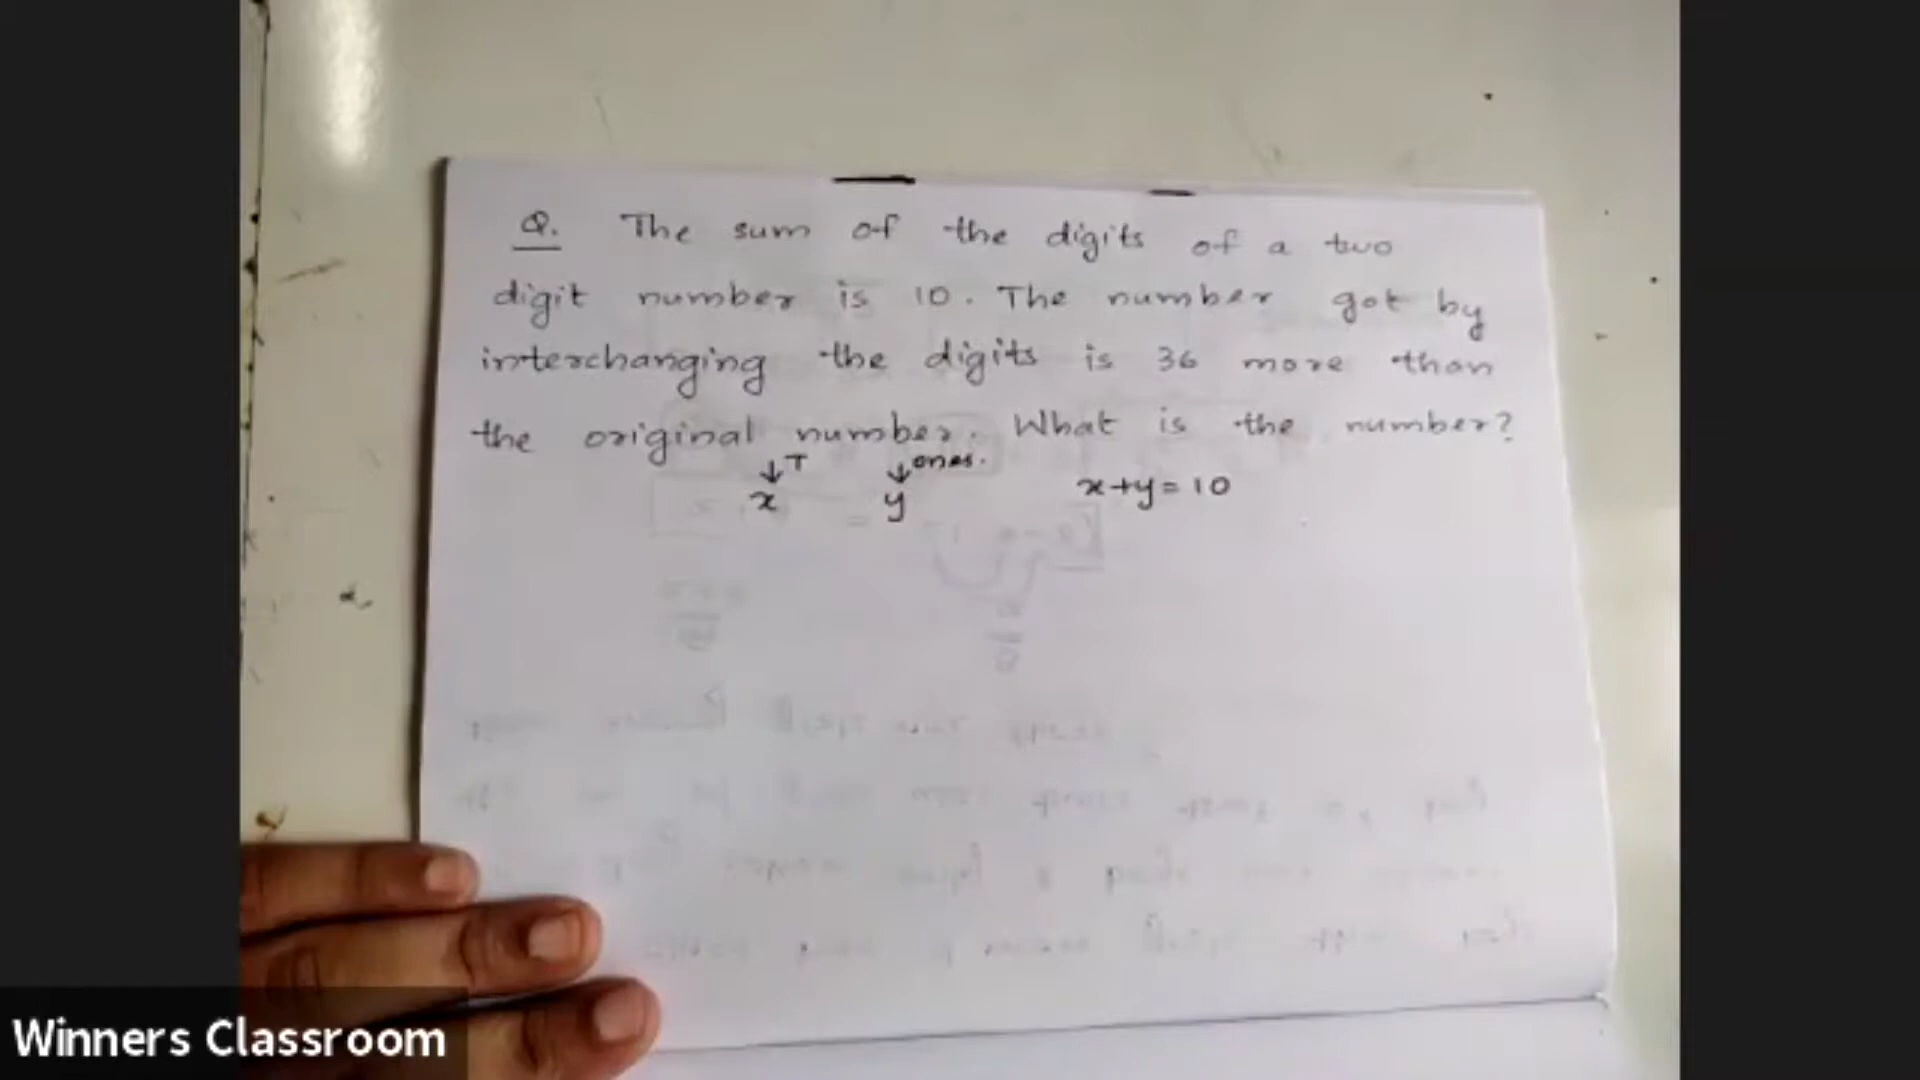 Q. The sum of the digits of a two
digit number is 10. The number got by
interchanging the digits is 36 more than
the original number. What is the number?
↓T ↓ones.
x y x+y=10
Winners Classroom